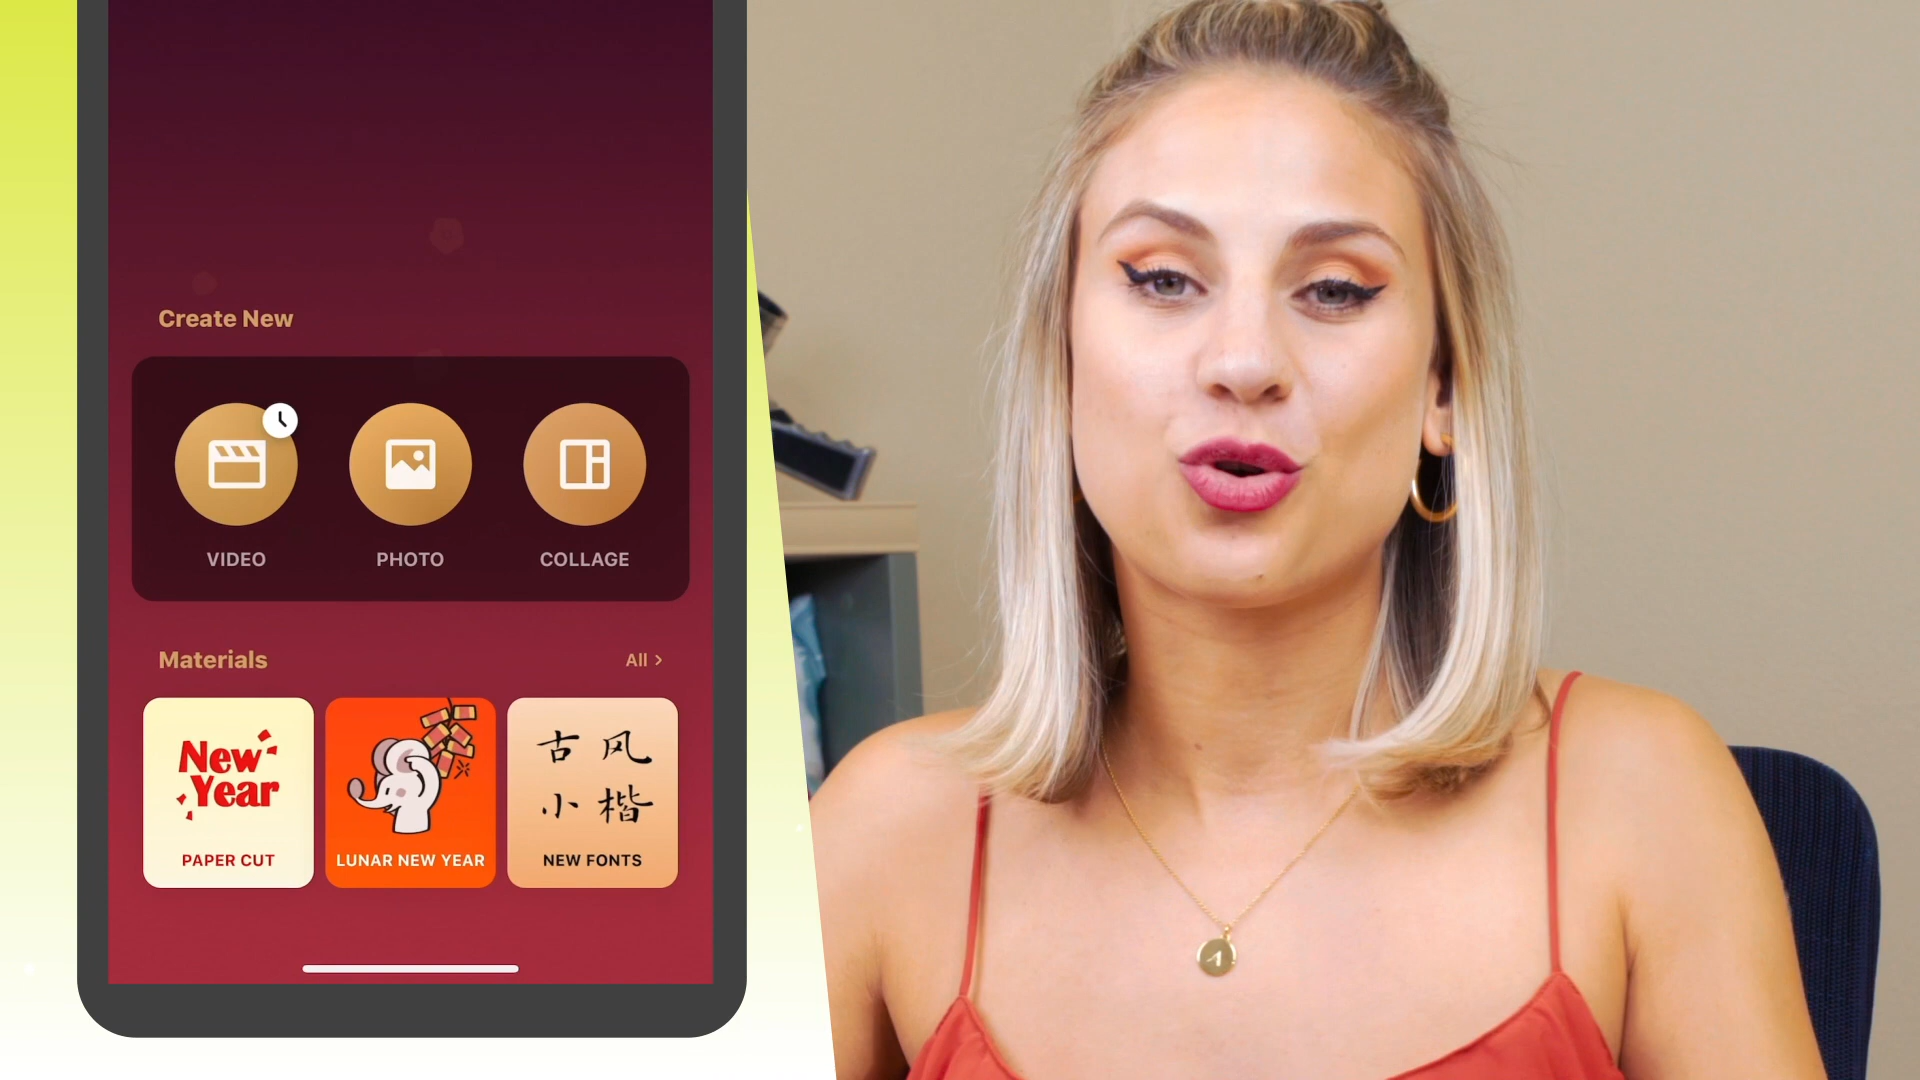 Create New
VIDEO
PHOTO
COLLAGE
Materials
All >
New
Year
PAPER CUT
LUNAR NEW YEAR
古风
小楷
NEW FONTS